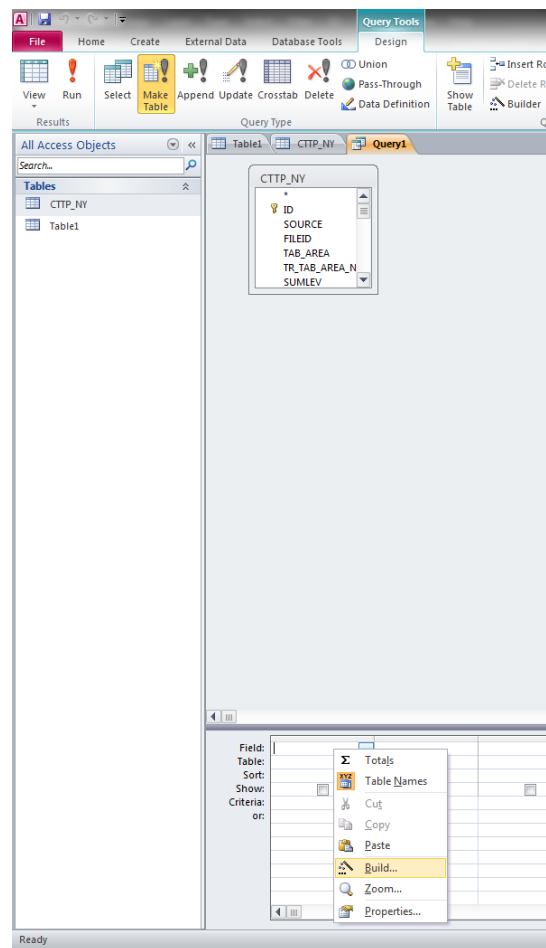 Query Tools
File Home Create External Data Database Tools Design
View Run Select Make Table Append Update Crosstab Delete
Union
Pass-Through
Data Definition
Show Table
Insert Ro
Delete R
Builder
Results Query Type Q
All Access Objects
Search...
Tables
CTTP_NY
Table1
Table1 CTTP_NY Query1
CTTP_NY
*
ID
SOURCE
FILEID
TAB_AREA
TR_TAB_AREA_N
SUMLEV
Field:
Table:
Sort:
Show:
Criteria:
or:
Totals
XYZ
Table Names
Cut
Copy
Paste
Build...
Zoom...
Properties...
Ready